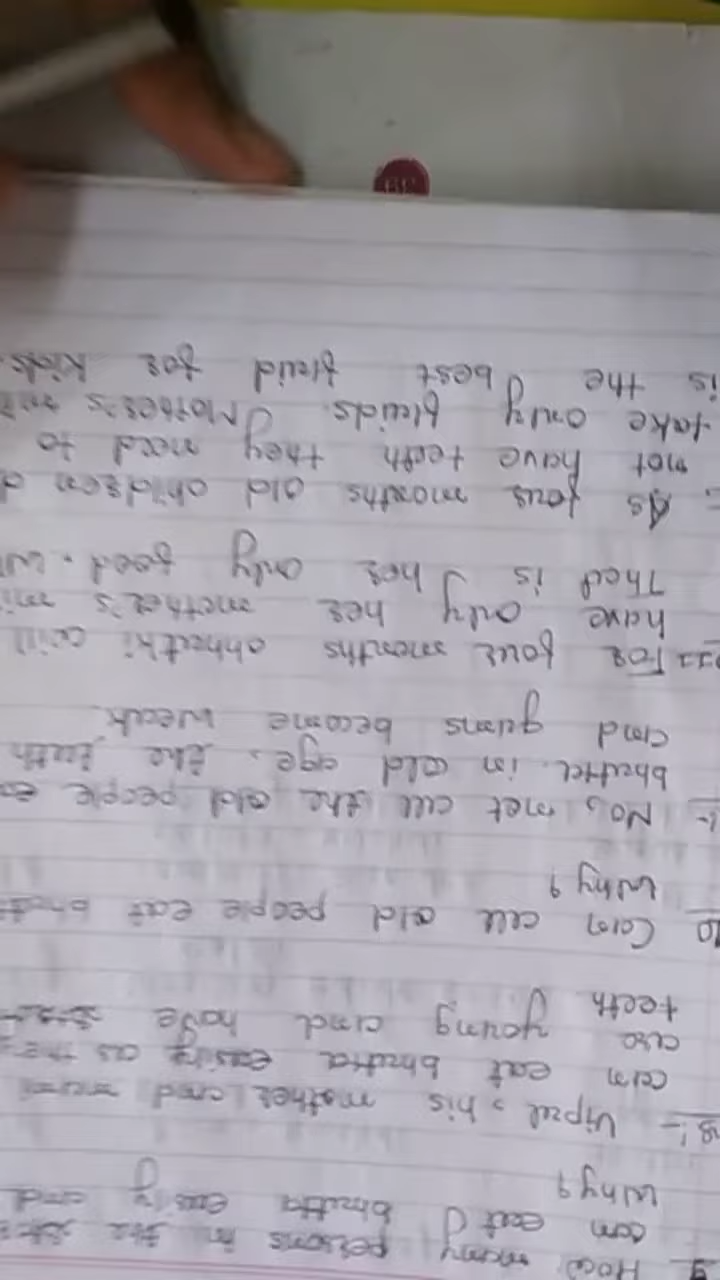 9 How many persons in the
can eat bhutta easily and
Why?
Vipul, his mother and
can eat bhutta easiry as the
are young and have
teeth
10 Can all old people eat
Why?
No, not all the old people
bhutta. in old age, the teeth
and gums become weak.
11 For four months chhutki will
have only her mother's
That is her only food.
As four months old children
not have teeth they need to
take only fluids. Mother's
is the best fluid for kids.